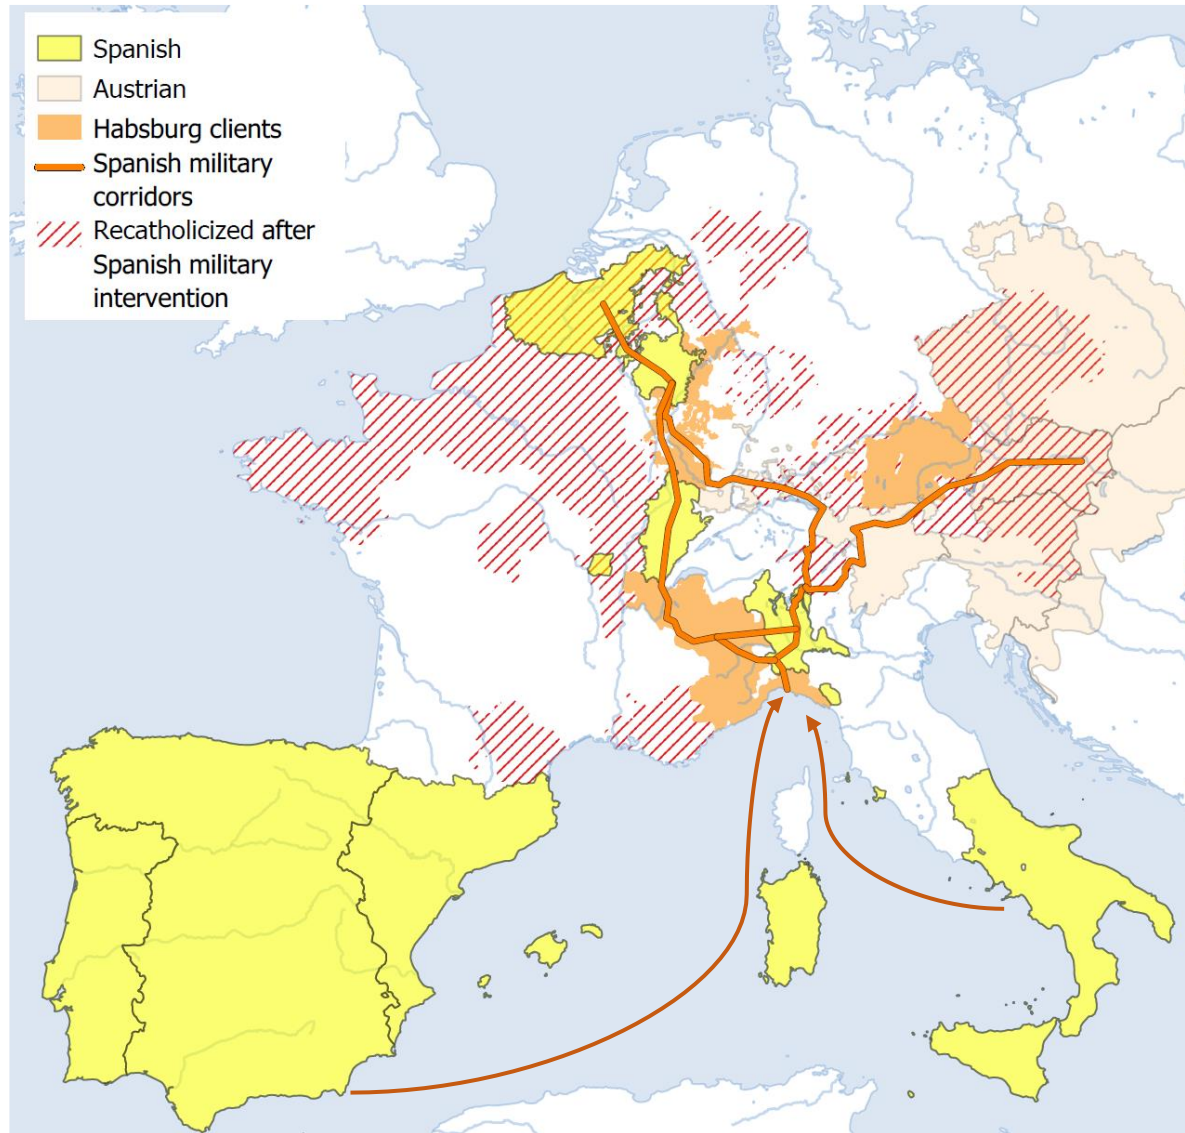 Spanish
Austrian
Habsburg clients
Spanish military
corridors
Recatholicized after
Spanish military
intervention